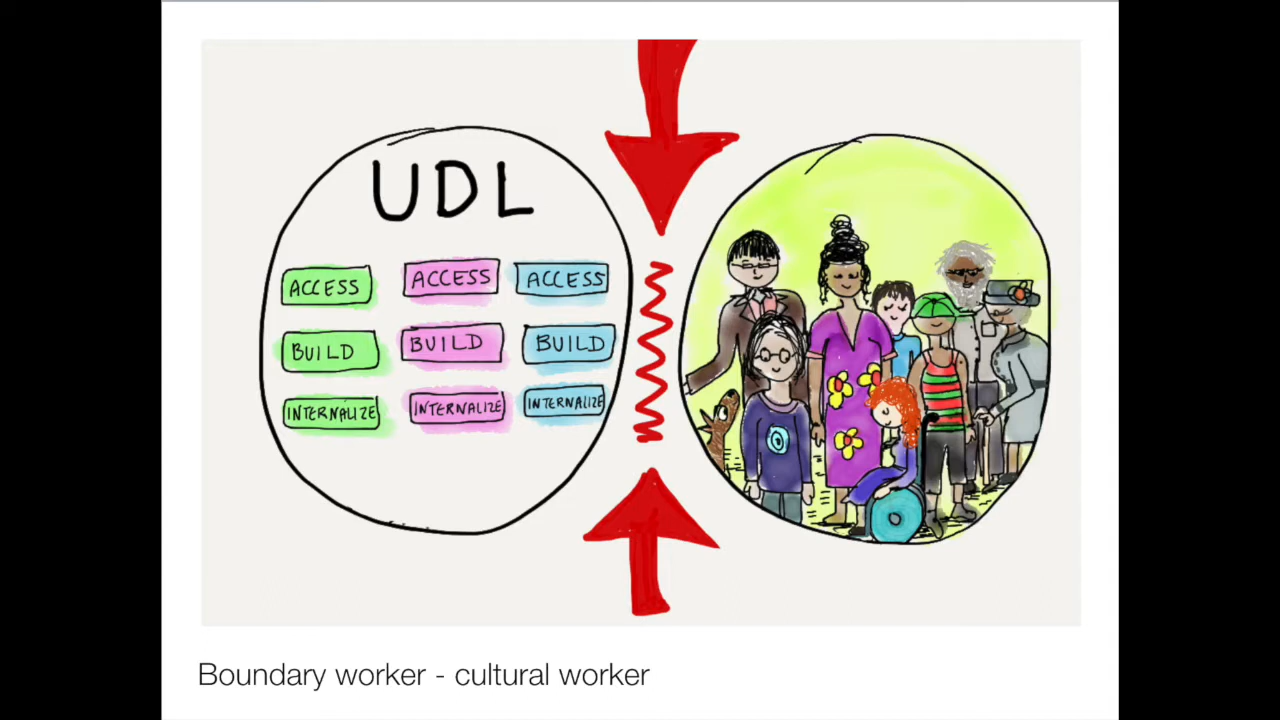 UDL
ACCESS ACCESS ACCESS
BUILD BUILD BUILD
INTERNALIZE INTERNALIZE INTERNALIZE
Boundary worker - cultural worker